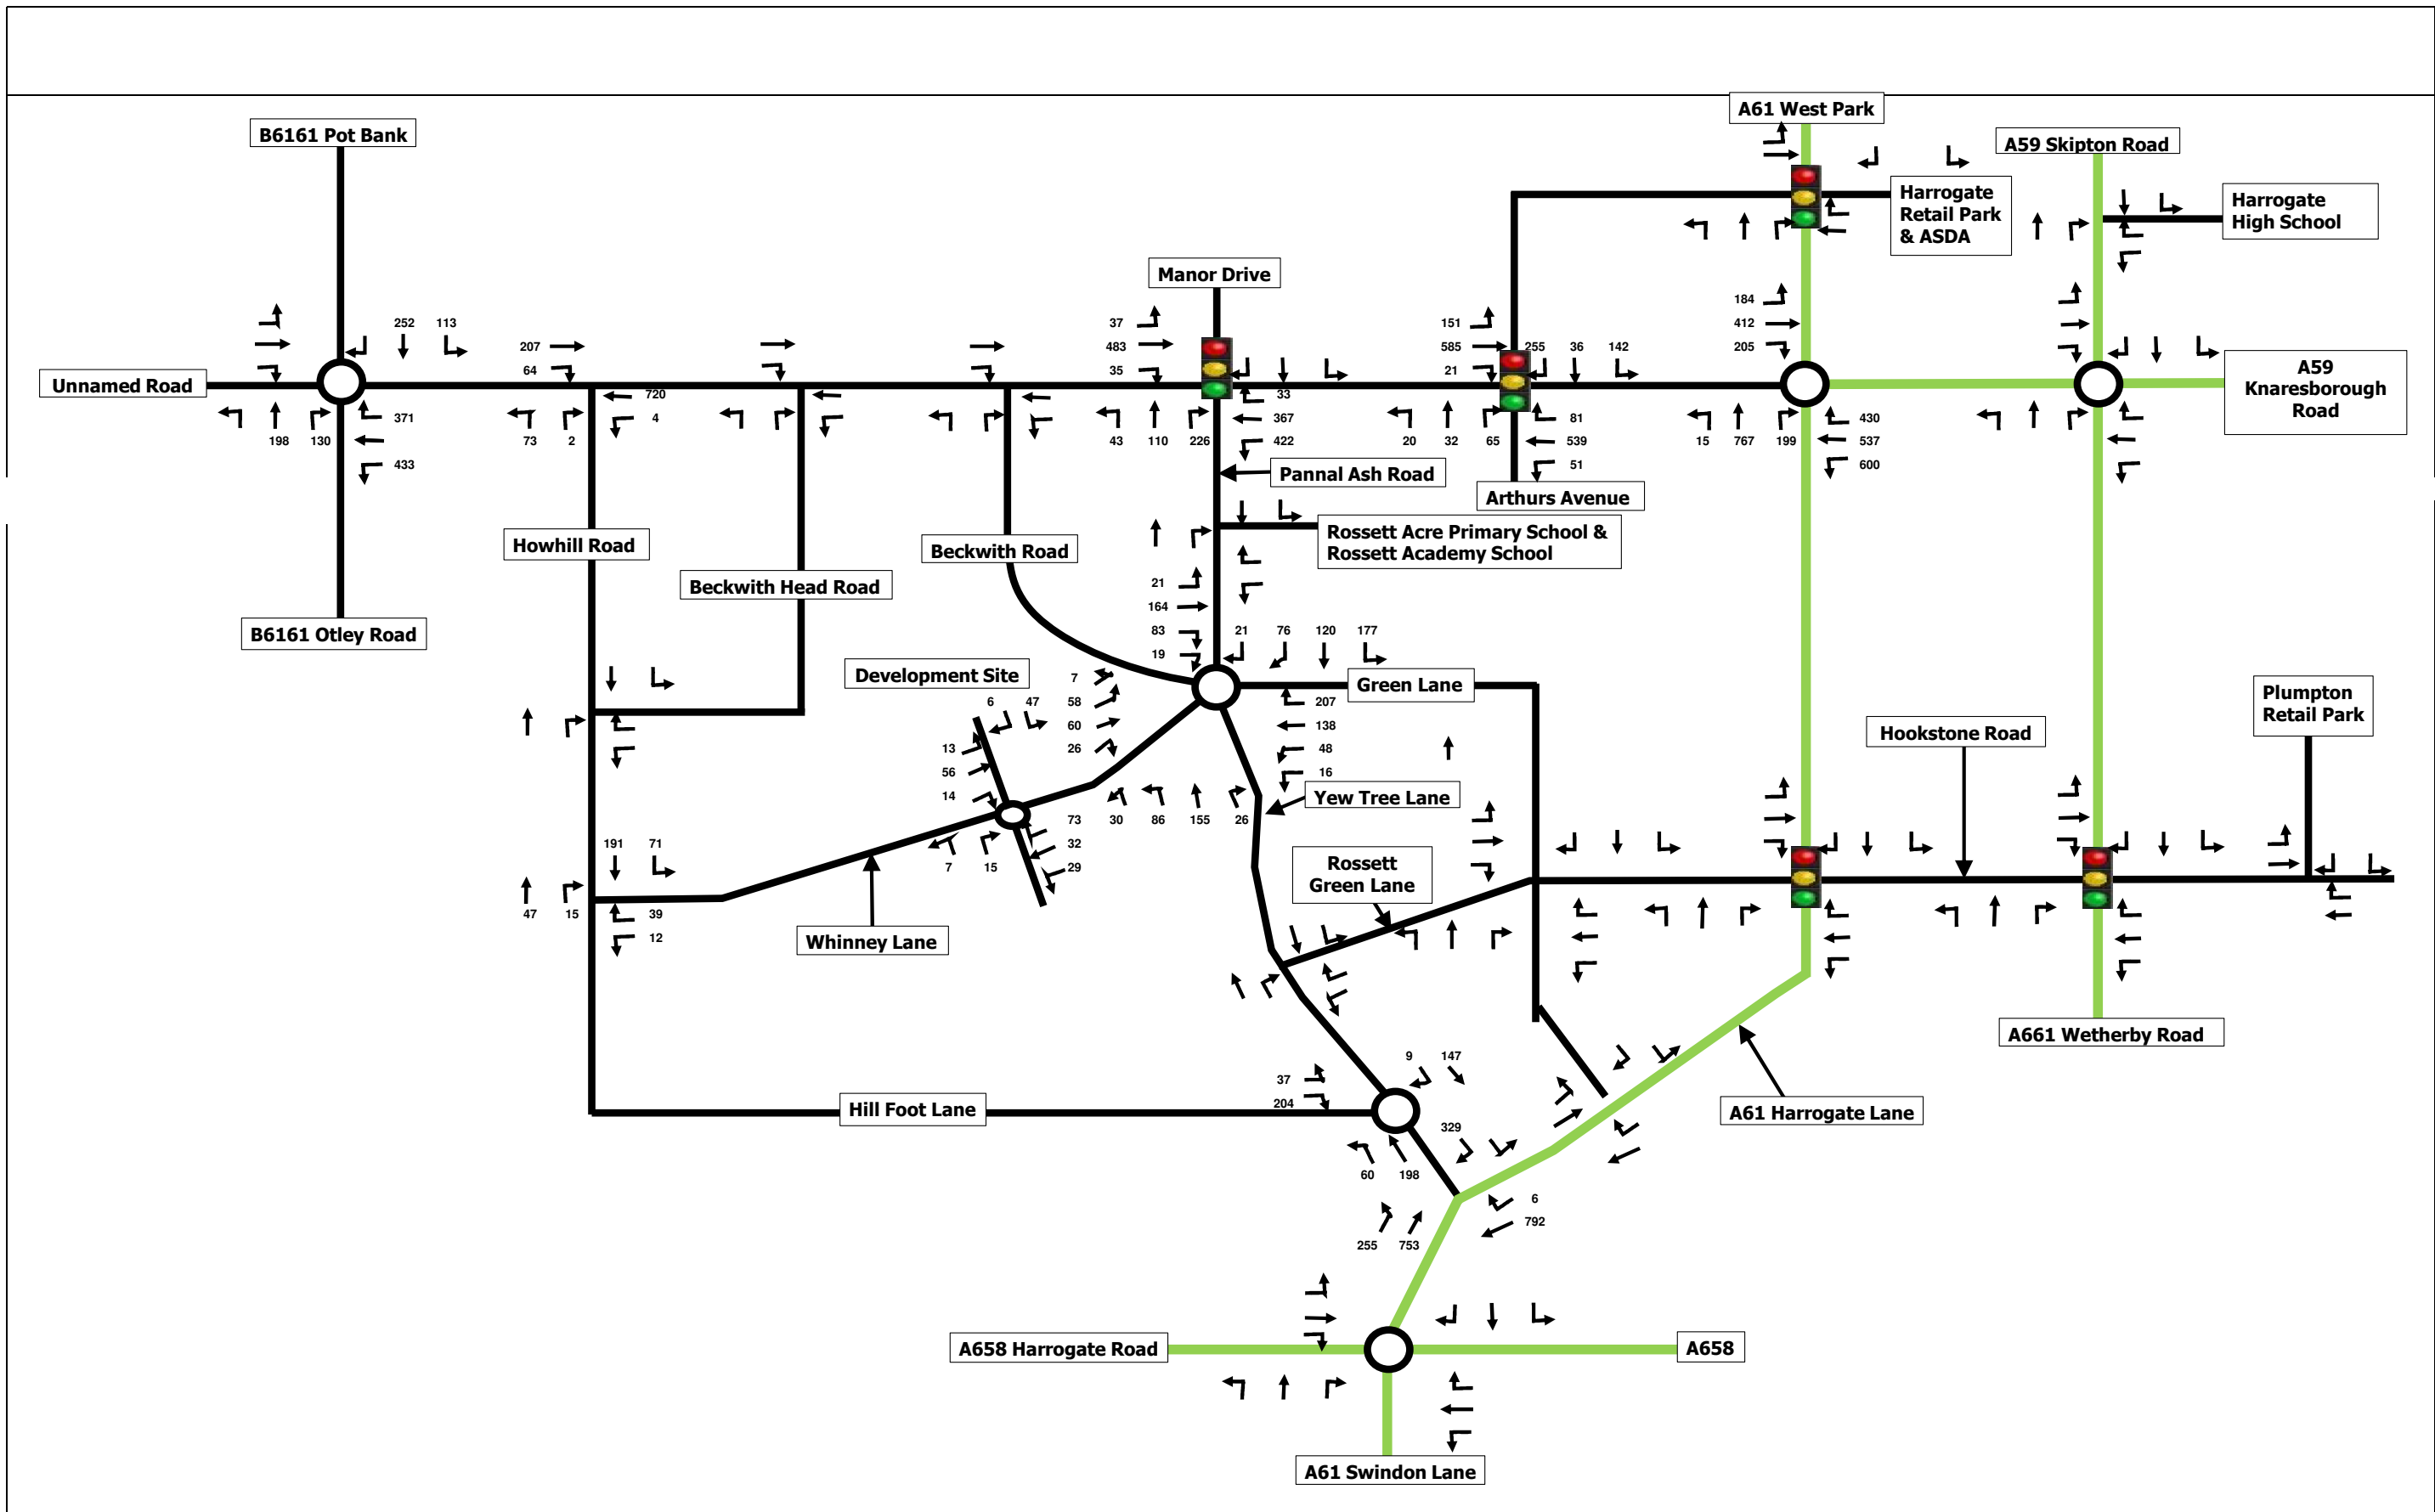 A61 West Park
B6161 Pot Bank
A59 Skipton Road
Harrogate
Retail Park
& ASDA
Harrogate
High School
Manor Drive
184
252 113
37
151
412
207
483
585 255 36 142
205
64
35
21
Unnamed Road
A59
Knaresborough
Road
720
33
371
4
367
81
430
198 130
73 2
43 110 226
422
20 32 65
539
15 767 199
537
433
51
600
Pannal Ash Road
Arthurs Avenue
Howhill Road
Beckwith Road
Rossett Acre Primary School &
Rossett Academy School
Beckwith Head Road
21
164
B6161 Otley Road
83
21 76 120 177
19
Development Site
7
Green Lane
Plumpton
Retail Park
6 47
58
207
60
138
Hookstone Road
13
26
48
56
16
14
Yew Tree Lane
73
30 86 155 26
191 71
32
7 15
29
Rossett
Green Lane
47 15
39
12
Whinney Lane
A661 Wetherby Road
9 147
37
204
Hill Foot Lane
A61 Harrogate Lane
329
60 198
6
792
255 753
A658 Harrogate Road
A658
A61 Swindon Lane